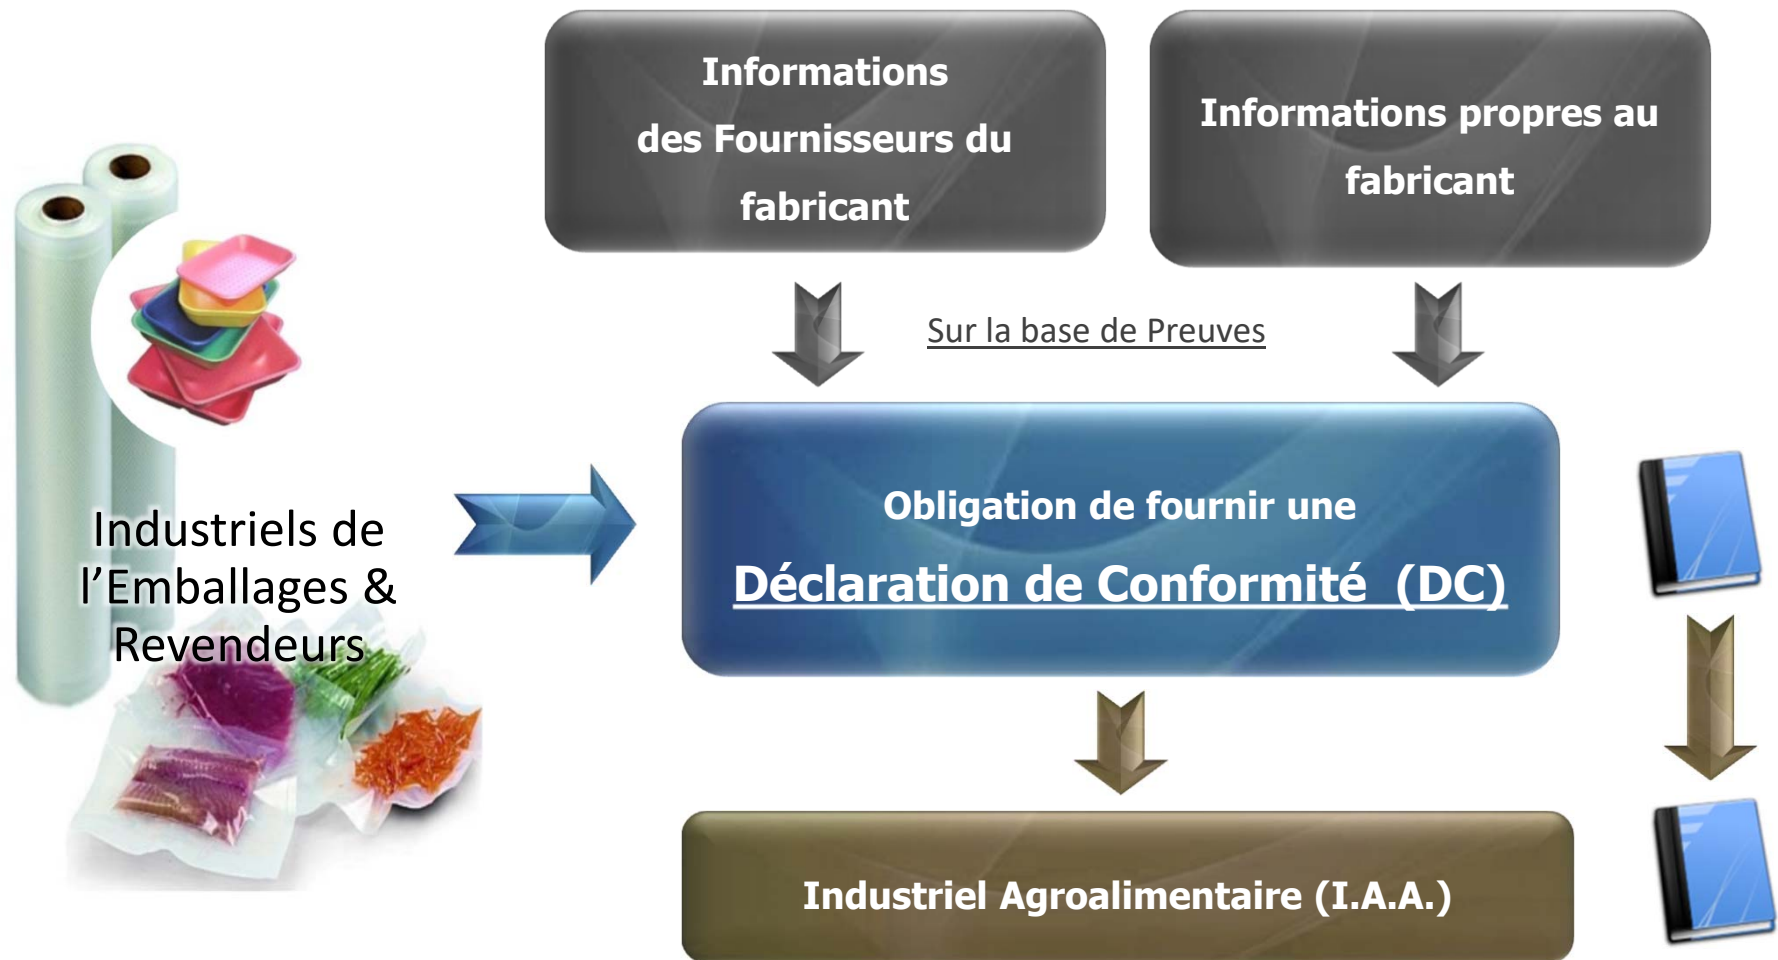 Informations
des Fournisseurs du
fabricant
Informations propres au
fabricant
Sur la base de Preuves
Industriels de
l’Emballages &
Revendeurs
Obligation de fournir une
Déclaration de Conformité (DC)
Industriel Agroalimentaire (I.A.A.)